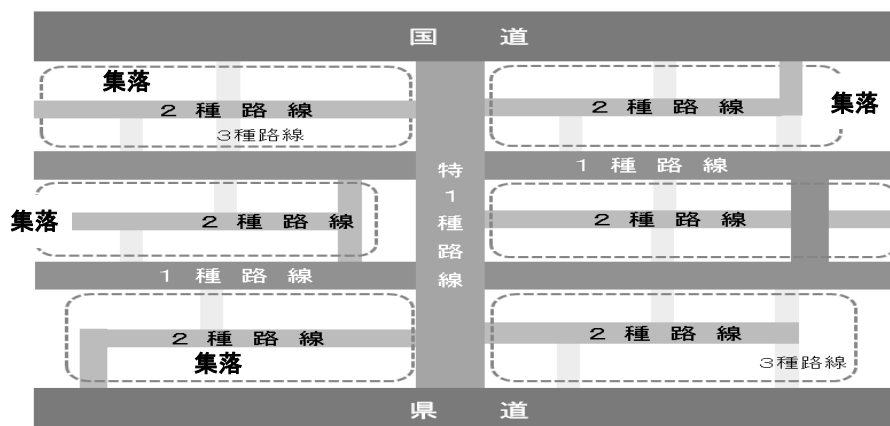 国 道
集落
2 種 路 線
3種路線
2 種 路 線
集落
1 種 路 線
特1種路線
集落
2 種 路 線
2 種 路 線
1 種 路 線
2 種 路 線
集落
2 種 路 線
3種路線
県 道